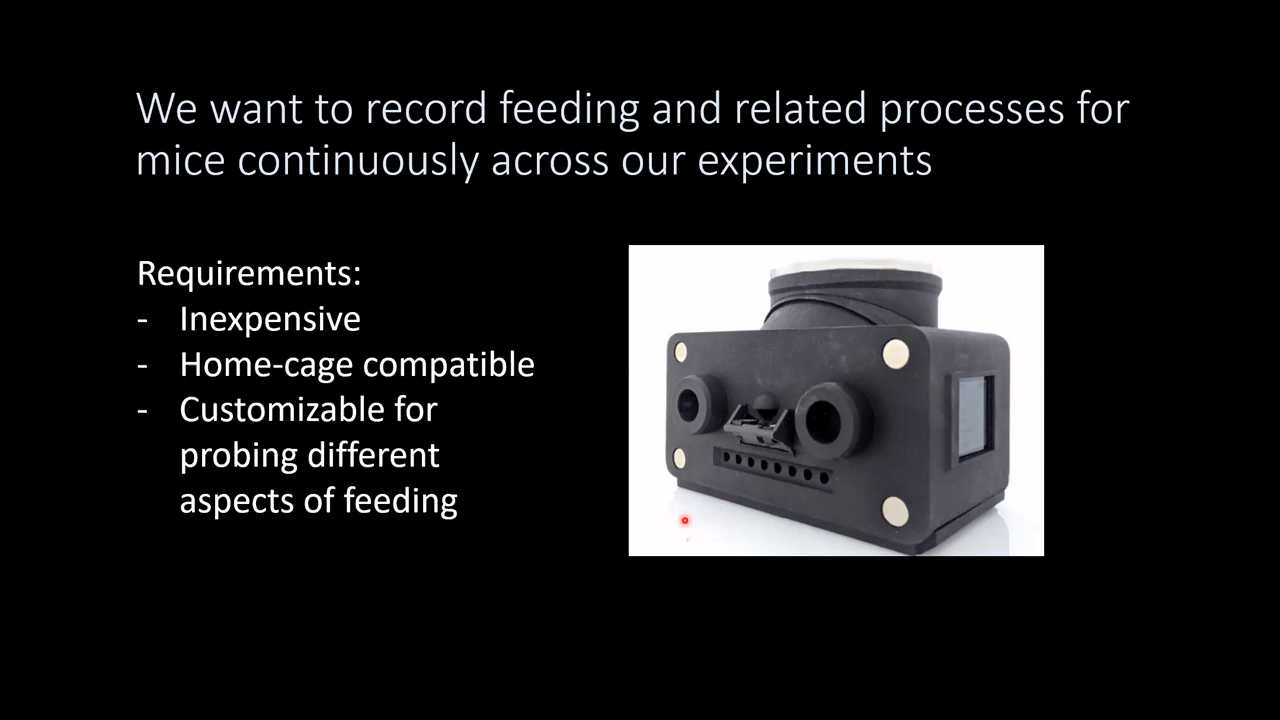 We want to record feeding and related processes for
mice continuously across our experiments
Requirements:
- Inexpensive
- Home-cage compatible
- Customizable for
probing different
aspects of feeding